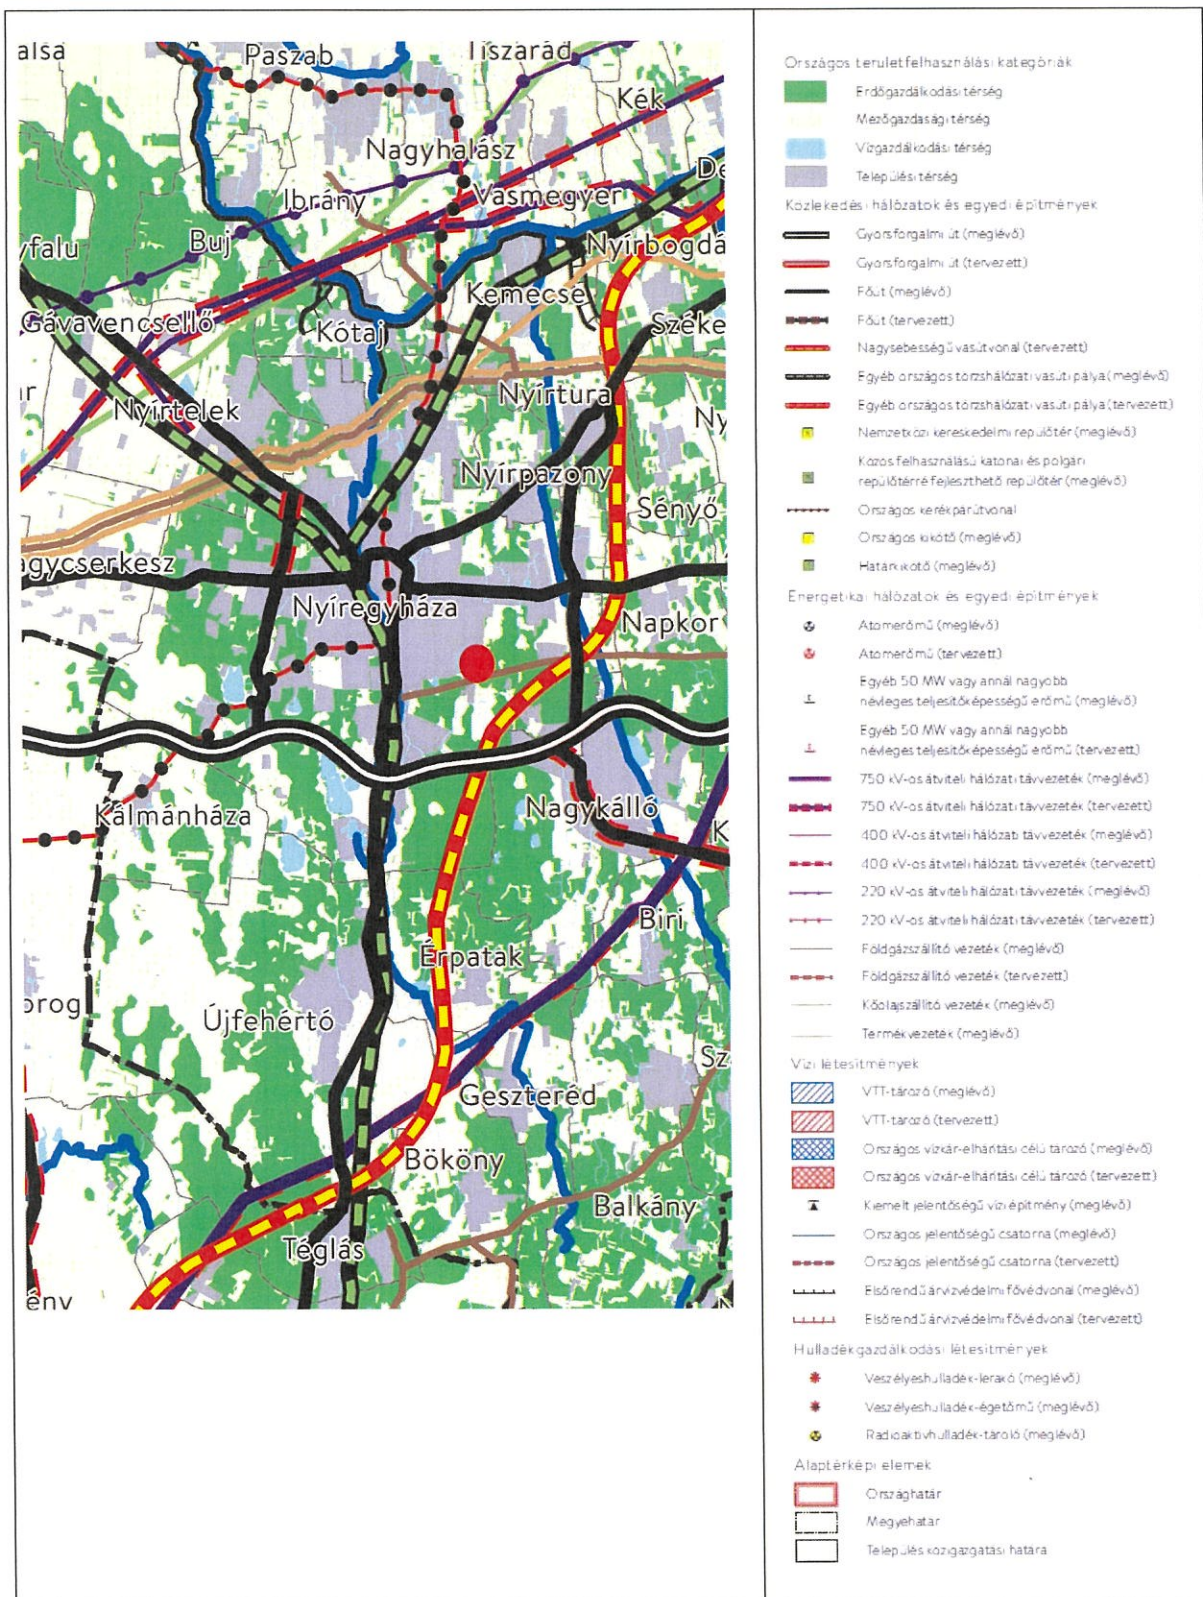 alsa
Paszab
Tiszarád
Kék
Nagyhalász
De
Ibrány
Vasmegyer
Buj
yfalu
Nyírbogdá
Kemecse
Gávavencsellő
Kótaj
Széke
ar
Nyírtelek
Nyírtura
Ny
Nyírpazony
Sényő
agycserkesz
Nyíregyháza
Napkor
Kálmánháza
Nagykálló
K
Biri
Érpatak
orog
Újfehértó
Sz
Geszteréd
Bököny
Balkány
Téglás
ény
Országos területfelhasználási kategóriák
Erdőgazdálkodási térség
Mezőgazdasági térség
Vízgazdálkodási térség
Települési térség
Közlekedési hálózatok és egyedi építmények
Gyorsforgalmi út (meglévő)
Gyorsforgalmi út (tervezett)
Főút (meglévő)
Főút (tervezett)
Nagysebességű vasútvonal (tervezett)
Egyéb országos törzshálózati vasúti pálya (meglévő)
Egyéb országos törzshálózati vasúti pálya (tervezett)
Nemzetközi kereskedelmi repülőtér (meglévő)
Közös felhasználású katonai és polgári
repülőtérré fejleszthető repülőtér (meglévő)
Országos kerékpárútvonal
Országos kikötő (meglévő)
Határkikötő (meglévő)
Energetikai hálózatok és egyedi építmények
Atomerőmű (meglévő)
Atomerőmű (tervezett)
Egyéb 50 MW vagy annál nagyobb
névleges teljesítőképességű erőmű (meglévő)
Egyéb 50 MW vagy annál nagyobb
névleges teljesítőképességű erőmű (tervezett)
750 kV-os átviteli hálózati távvezeték (meglévő)
750 kV-os átviteli hálózati távvezeték (tervezett)
400 kV-os átviteli hálózati távvezeték (meglévő)
400 kV-os átviteli hálózati távvezeték (tervezett)
220 kV-os átviteli hálózati távvezeték (meglévő)
220 kV-os átviteli hálózati távvezeték (tervezett)
Földgázszállító vezeték (meglévő)
Földgázszállító vezeték (tervezett)
Kőolajszállító vezeték (meglévő)
Termékvezeték (meglévő)
Vízi létesítmények
VTT-tározó (meglévő)
VTT-tározó (tervezett)
Országos vízkár-elhárítási célú tározó (meglévő)
Országos vízkár-elhárítási célú tározó (tervezett)
Kiemelt jelentőségű vízi építmény (meglévő)
Országos jelentőségű csatorna (meglévő)
Országos jelentőségű csatorna (tervezett)
Elsőrendű árvízvédelmi fővédvonal (meglévő)
Elsőrendű árvízvédelmi fővédvonal (tervezett)
Hulladékgazdálkodási létesítmények
Veszélyeshulladék-lerakó (meglévő)
Veszélyeshulladék-égetőmű (meglévő)
Radioaktívhulladék-tároló (meglévő)
Alaptérképi elemek
Országhatár
Megyehatár
Település közigazgatási határa